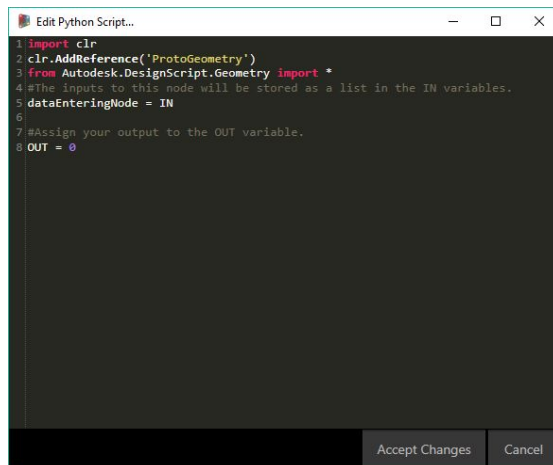 Edit Python Script...
1 import clr
2 clr.AddReference('ProtoGeometry')
3 from Autodesk.DesignScript.Geometry import *
4 #The inputs to this node will be stored as a list in the IN variables.
5 dataEnteringNode = IN
6
7 #Assign your output to the OUT variable.
8 OUT = 0
Accept Changes Cancel